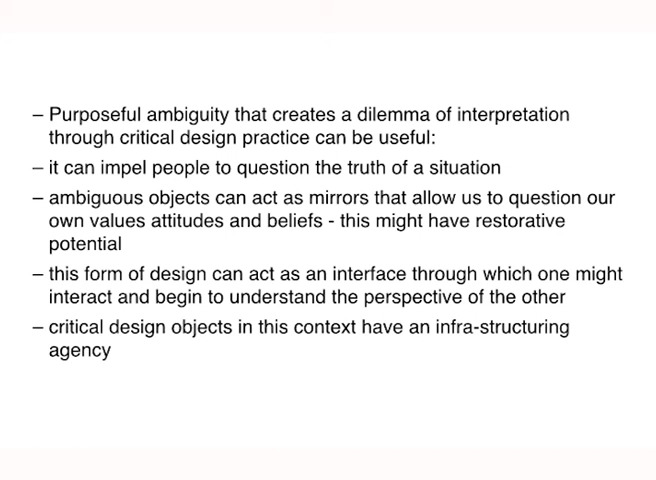 – Purposeful ambiguity that creates a dilemma of interpretation
through critical design practice can be useful:
– it can impel people to question the truth of a situation
– ambiguous objects can act as mirrors that allow us to question our
own values attitudes and beliefs - this might have restorative
potential
– this form of design can act as an interface through which one might
interact and begin to understand the perspective of the other
– critical design objects in this context have an infra-structuring
agency